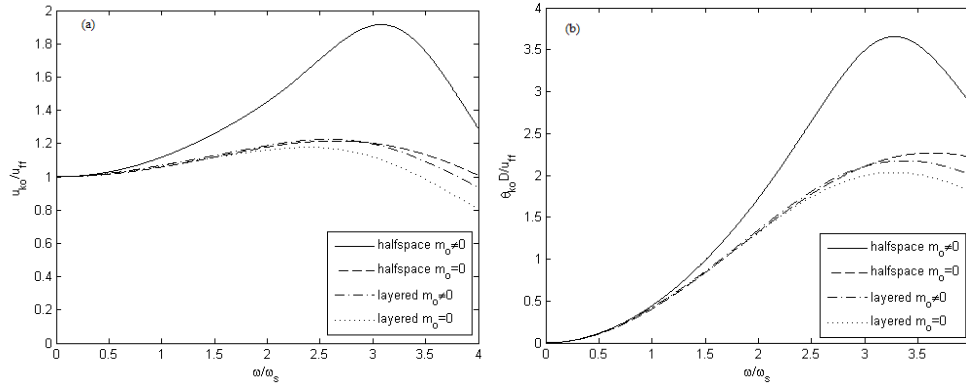 (a)
2
1.8
1.6
1.4
1.2
1
0.8
0.6
0.4
0.2
0
u_ko/u_ff
0 0.5 1 1.5 2 2.5 3 3.5 4
ω/ω_s
halfspace m_o≠0
halfspace m_o=0
layered m_o≠0
layered m_o=0
(b)
4
3.5
3
2.5
2
1.5
1
0.5
0
θ_ko D/u_ff
0 0.5 1 1.5 2 2.5 3 3.5
ω/ω_s
halfspace m_o≠0
halfspace m_o=0
layered m_o≠0
layered m_o=0